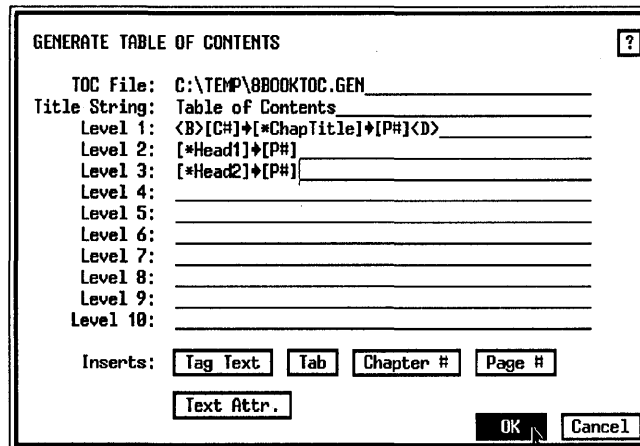 GENERATE TABLE OF CONTENTS ?
TOC File: C:\TEMP\8BOOKTOC.GEN
Title String: Table of Contents
Level 1: <B>[C#]→[*ChapTitle]→[P#]<D>
Level 2: [*Head1]→[P#]
Level 3: [*Head2]→[P#]
Level 4:
Level 5:
Level 6:
Level 7:
Level 8:
Level 9:
Level 10:
Inserts: Tag Text Tab Chapter # Page #
Text Attr.
OK Cancel